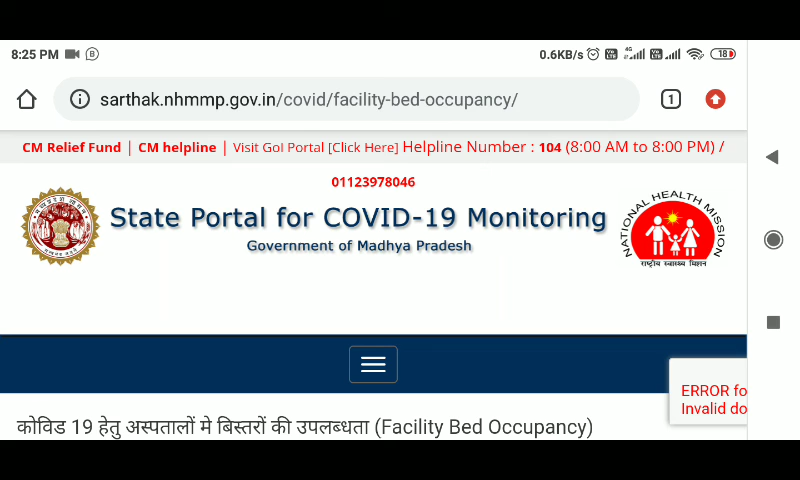 8:25 PM
0.6KB/s
4G
18
sarthak.nhmmp.gov.in/covid/facility-bed-occupancy/
1
CM Relief Fund | CM helpline | Visit GoI Portal [Click Here] Helpline Number : 104 (8:00 AM to 8:00 PM) /
01123978046
State Portal for COVID-19 Monitoring
Government of Madhya Pradesh
NATIONAL HEALTH MISSION
राष्ट्रीय स्वास्थ्य मिशन
ERROR fo
Invalid do
कोविड 19 हेतु अस्पतालों मे बिस्तरों की उपलब्धता (Facility Bed Occupancy)